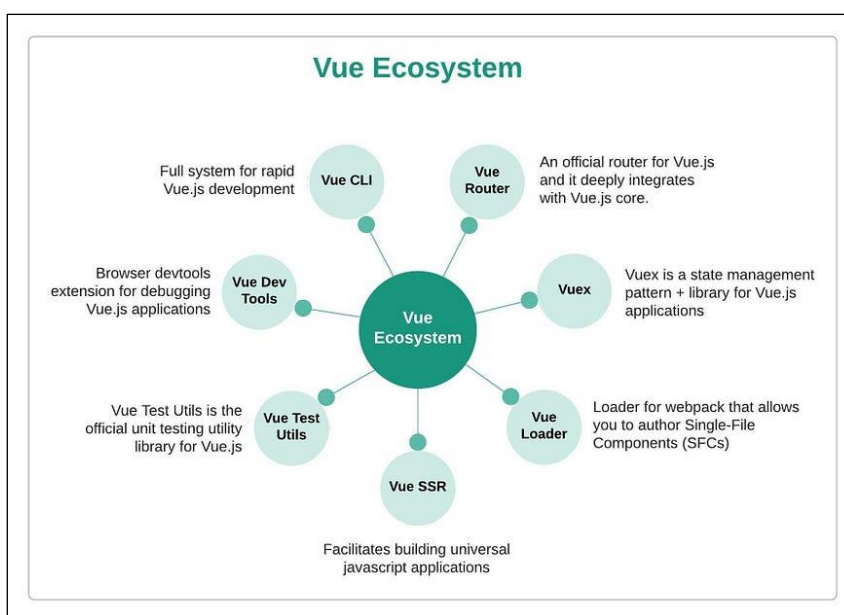 Vue Ecosystem
Vue CLI
Full system for rapid
Vue.js development
Vue
Router
An official router for Vue.js
and it deeply integrates
with Vue.js core.
Vue Dev
Tools
Browser devtools
extension for debugging
Vue.js applications
Vue
Ecosystem
Vuex
Vuex is a state management
pattern + library for Vue.js
applications
Vue Test
Utils
Vue Test Utils is the
official unit testing utility
library for Vue.js
Vue
Loader
Loader for webpack that allows
you to author Single-File
Components (SFCs)
Vue SSR
Facilitates building universal
javascript applications